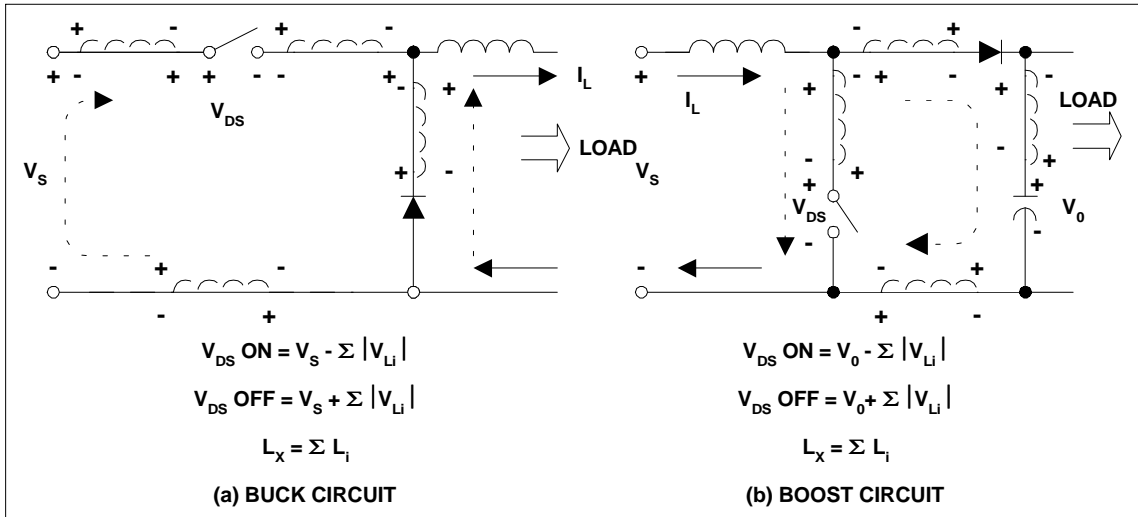 + - + -
+ - + + - - - +
V_DS
V_S
- +
+ -
I_L
LOAD
- + -
- +
V_DS ON = V_S - Σ |V_Li|
V_DS OFF = V_S + Σ |V_Li|
L_X = Σ L_i
(a) BUCK CIRCUIT
- +
+ + - + - + -
I_L
LOAD
V_S
- + - +
+ +
V_DS
V_0
- -
- - +
+ -
V_DS ON = V_0 - Σ |V_Li|
V_DS OFF = V_0+ Σ |V_Li|
L_X = Σ L_i
(b) BOOST CIRCUIT